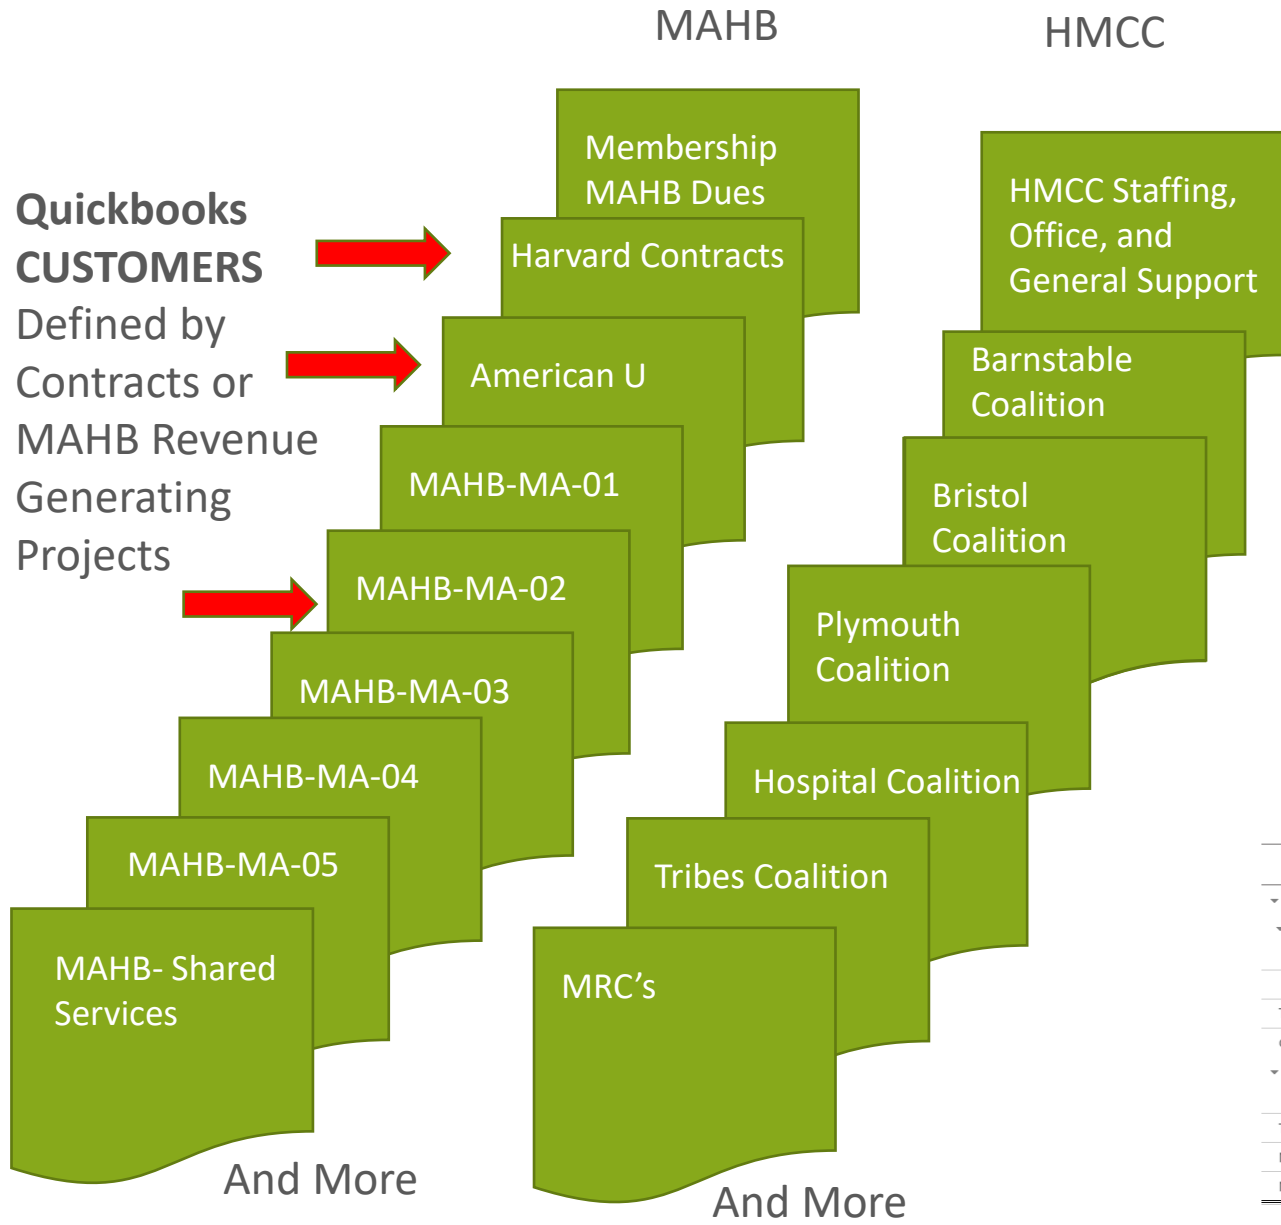 MAHB
HMCC
Quickbooks
CUSTOMERS
Defined by
Contracts or
MAHB Revenue
Generating
Projects
Membership
MAHB Dues
Harvard Contracts
American U
MAHB-MA-01
MAHB-MA-02
MAHB-MA-03
MAHB-MA-04
MAHB-MA-05
MAHB- Shared
Services
And More
HMCC Staffing,
Office, and
General Support
Barnstable
Coalition
Bristol
Coalition
Plymouth
Coalition
Hospital Coalition
Tribes Coalition
MRC’s
And More